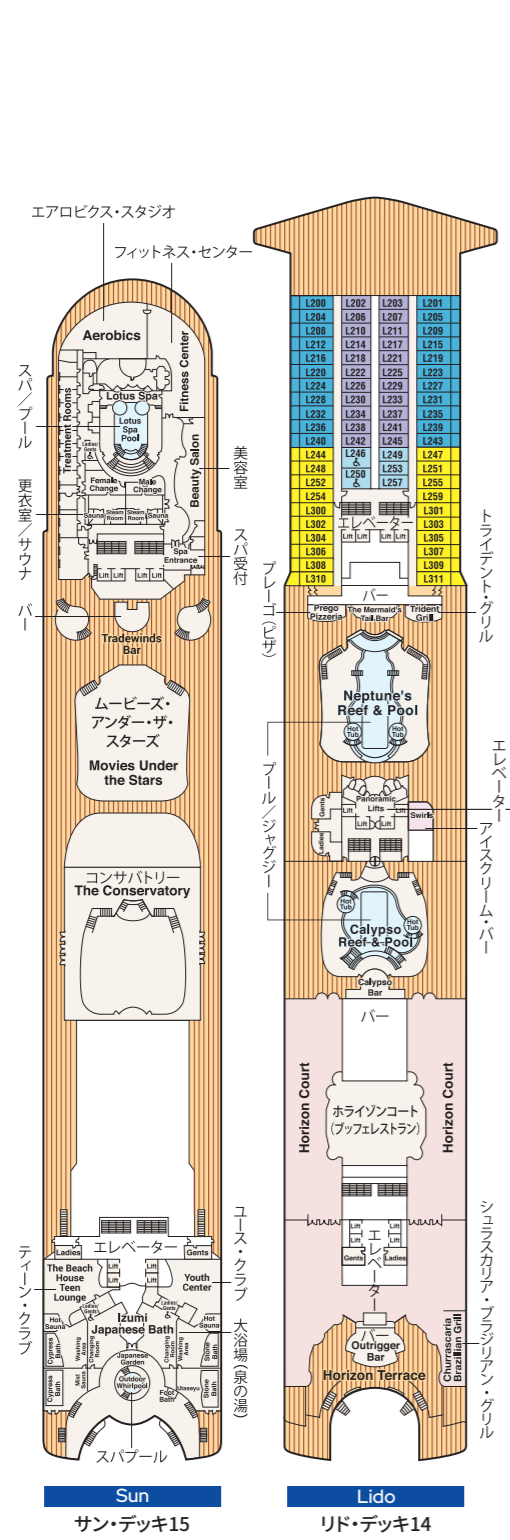 エアロビクス・スタジオ
フィットネス・センター
Aerobics
Fitness Center
Lotus Spa
Lotus
Spa
Pool
スパ／プール
Treatment Rooms
Ladies/
Gents
Beauty Salon
美容室
Female
Change
Male
Change
更衣室／サウナ
Sauna
Steam
Room
Steam
Room
Sauna
Spa
Entrance
スパ受付
Lift
Lift
Lift
Lift
バー
Tradewinds
Bar
ムービーズ・
アンダー・ザ・
スターズ
Movies Under
the Stars
コンサバトリー
The Conservatory
Ladies
エレベーター
Gents
ティーン・クラブ
ユース・クラブ
The Beach
House
Teen
Lounge
Lift
Lift
Lift
Lift
Youth
Center
Ladies/
Gents
Ladies/
Gents
Izumi
Japanese Bath
大浴場（泉の湯）
Hot
Sauna
Hot
Sauna
Cypress
Bath
Washing
Area
Changing
Room
Changing
Room
Washing
Area
Stone
Bath
Japanese
Garden
Cypress
Bath
Mist
Sauna
Outdoor
Whirlpool
Foot
Bath
Utaseyu
Stone
Bath
スパプール
Sun
サン・デッキ15
L200 L202 L203 L201
L204 L206 L207 L205
L208 L210 L211 L209
L212 L214 L217 L215
L216 L218 L221 L219
L220 L222 L225 L223
L224 L226 L229 L227
L228 L230 L233 L231
L232 L234 L237 L235
L236 L238 L241 L239
L240 L242 L245 L243
L244 L246 L249 L247
L248 L250 L253 L251
L252 L257 L255
L254 L259
L300 L301
L302 L303
L304 L305
L306 L307
L308 L309
L310 L311
エレベーター
Lift Lift Lift Lift
バー
プレーゴ（ピザ）
トライデント・グリル
Prego
Pizzeria
The Mermaid's
Tail Bar
Trident
Grill
Neptune's
Reef & Pool
Hot
Tub
Hot
Tub
プール／ジャグジー
エレベーター
Gents
Ladies
Panoramic
Lifts
Lift
Lift
Lift
Lift
Swirls
アイスクリーム・バー
Hot
Tub
Hot
Tub
Calypso
Reef & Pool
Calypso
Bar
バー
Horizon Court
ホライゾンコート
（ブッフェレストラン）
Horizon Court
Lift
Lift
Lift
Lift
エレベーター
Gents
Ladies
シュラスカリア・ブラジリアン・グリル
バー
Outrigger
Bar
Horizon Terrace
Churrascaria
Brazilian Grill
Lido
リド・デッキ14